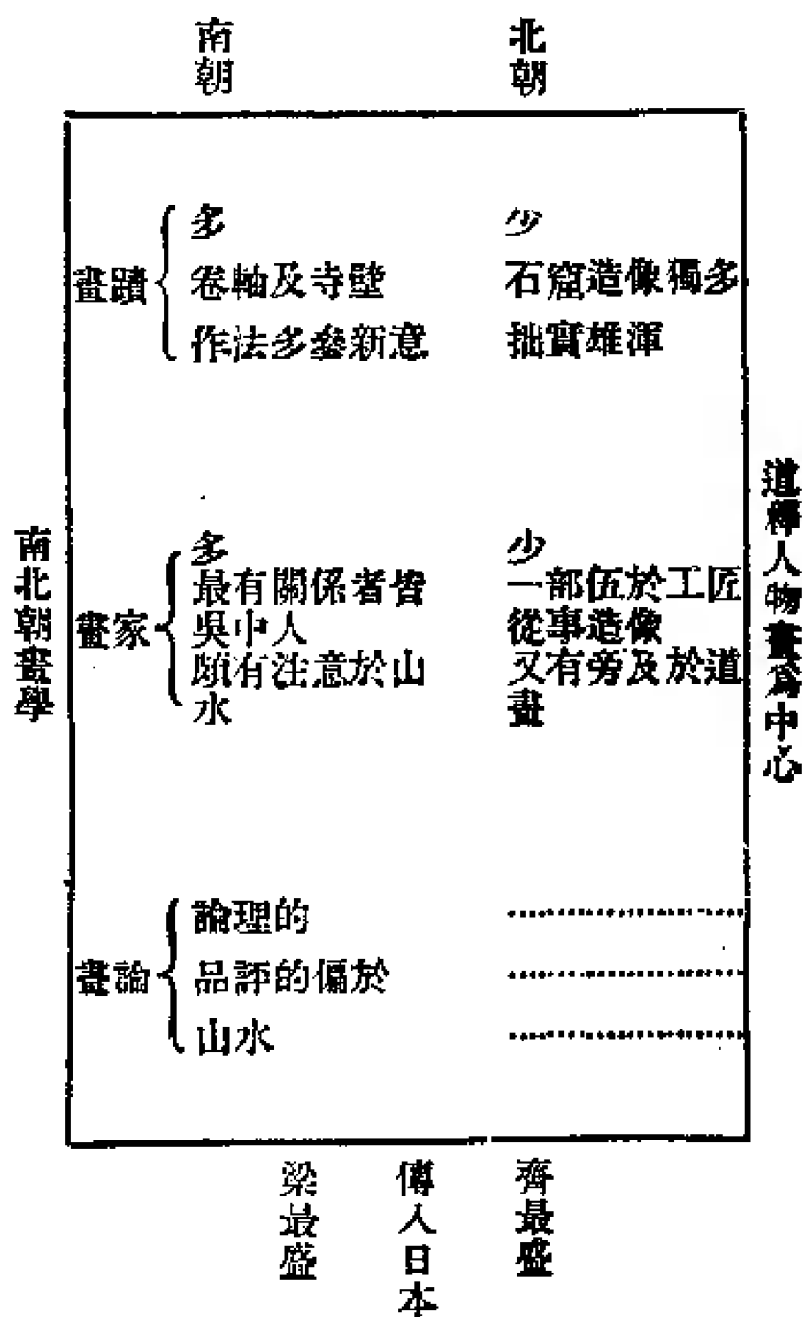 南朝
北朝
畫蹟
多
卷軸及寺壁
作法多參新意
少
石窟造像獨多
拙實雄渾
畫家
多
最有關係者皆
吳中人
頗有注意於山
水
少
一部伍於工匠
從事造像
又有旁及於道
畫
畫論
論理的
品評的偏於
山水
南北朝畫學
道釋人物畫爲中心
梁最盛
傳入日本
齊最盛